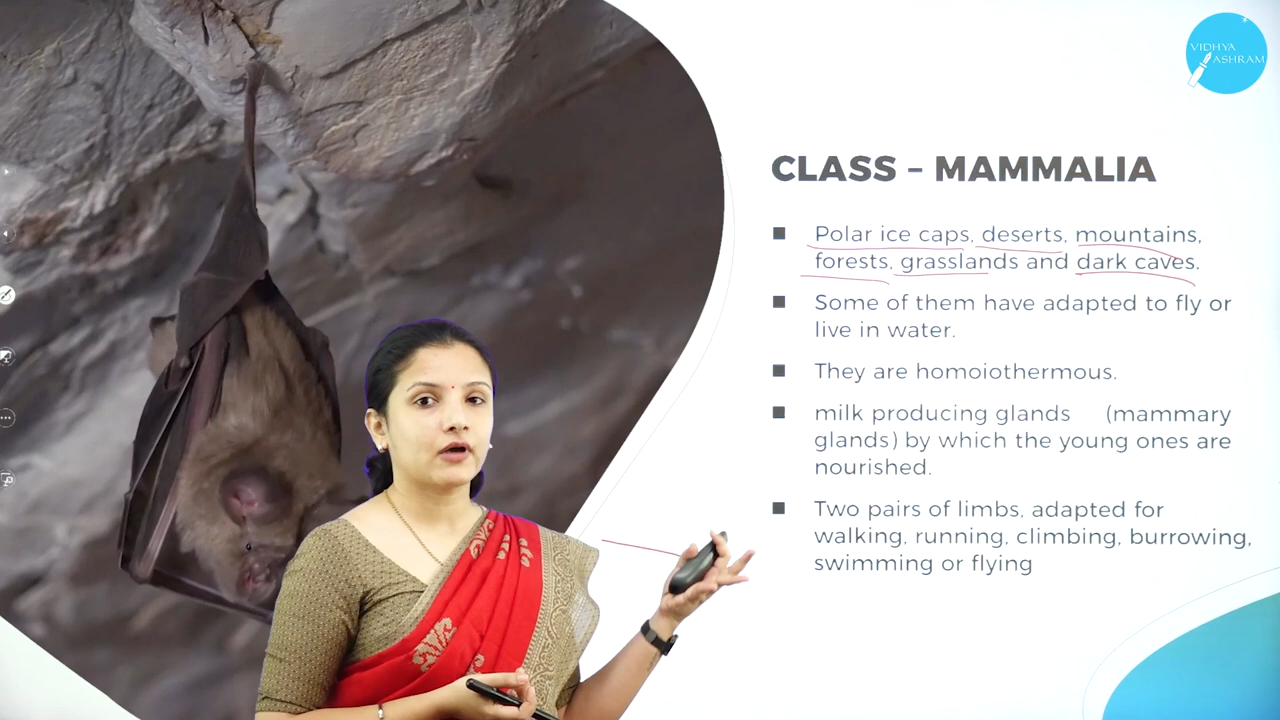 VIDHYA
ASHRAM
CLASS – MAMMALIA
Polar ice caps, deserts, mountains,
forests, grasslands and dark caves.
Some of them have adapted to fly or
live in water.
They are homoiothermous.
milk producing glands (mammary
glands) by which the young ones are
nourished.
Two pairs of limbs, adapted for
walking, running, climbing, burrowing,
swimming or flying